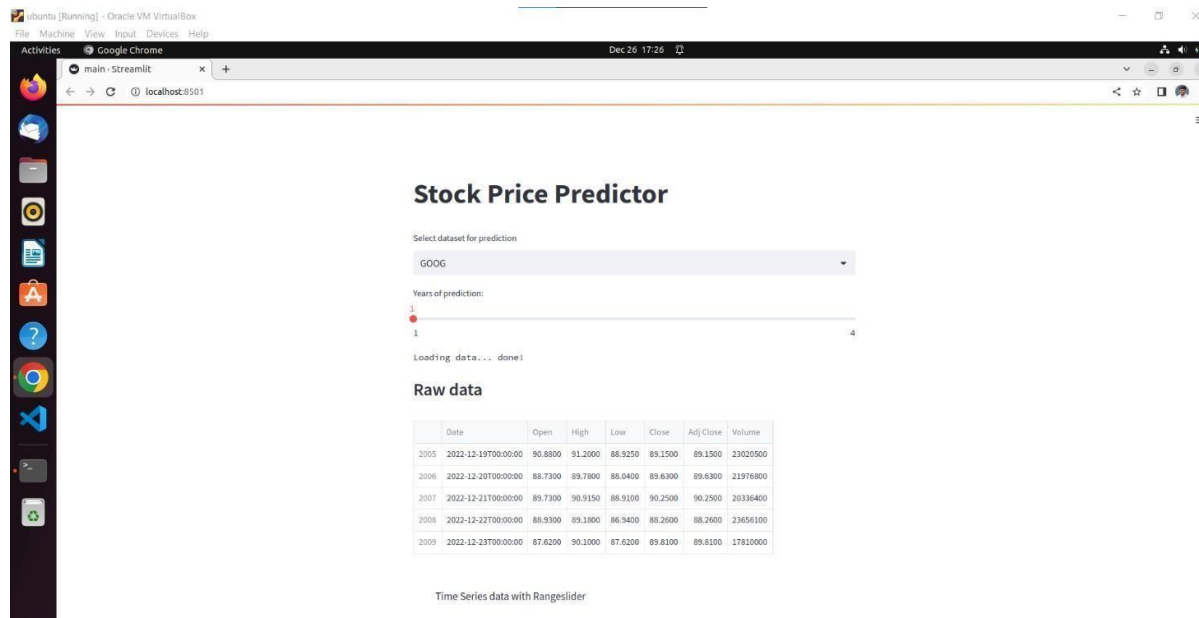 ubuntu [Running] - Oracle VM VirtualBox
File Machine View Input Devices Help
Activities Google Chrome Dec 26 17:26
main · Streamlit
localhost:8501
Stock Price Predictor
Select dataset for prediction
GOOG
Years of prediction:
1
1 4
Loading data... done!
Raw data
Date Open High Low Close Adj Close Volume
2005 2022-12-19T00:00:00 90.8800 91.2000 88.9250 89.1500 89.1500 23020500
2006 2022-12-20T00:00:00 88.7300 89.7800 88.0400 89.6300 89.6300 21976800
2007 2022-12-21T00:00:00 89.7300 90.9150 88.9100 90.2500 90.2500 20336400
2008 2022-12-22T00:00:00 88.9300 89.1800 86.9400 88.2600 88.2600 23656100
2009 2022-12-23T00:00:00 87.6200 90.1000 87.6200 89.8100 89.8100 17810000
Time Series data with Rangeslider